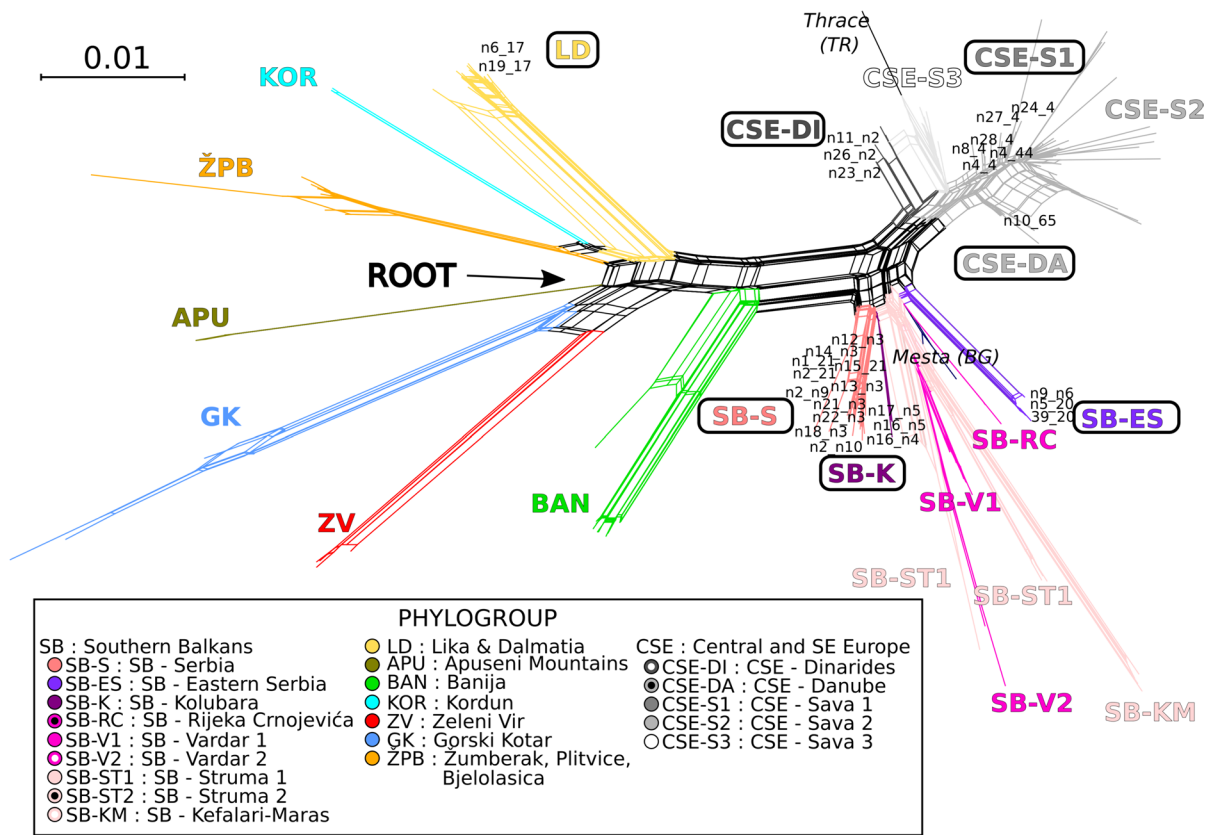 0.01
n6_17
n19_17
LD
KOR
ŽPB
ROOT
APU
GK
ZV
BAN
Thrace
(TR)
CSE-S3
CSE-S1
CSE-S2
CSE-DI
n11_n2
n26_n2
n23_n2
n24_4
n27_4
n28_4
n8_4
n4_44
n4_4
n10_65
CSE-DA
n12_n3
n14_n3
n1_21
n15_21
n2_21
n13_n3
n2_n9
n21_n3
n17_n5
n22_n3
n16_n5
n18_n3
n16_n4
n2_n10
SB-S
SB-K
Mesta (BG)
n9_n6
n5_20
39_20
SB-ES
SB-RC
SB-V1
SB-ST1
SB-ST1
SB-V2
SB-KM
PHYLOGROUP
SB : Southern Balkans
SB-S : SB - Serbia
SB-ES : SB - Eastern Serbia
SB-K : SB - Kolubara
SB-RC : SB - Rijeka Crnojevića
SB-V1 : SB - Vardar 1
SB-V2 : SB - Vardar 2
SB-ST1 : SB - Struma 1
SB-ST2 : SB - Struma 2
SB-KM : SB - Kefalari-Maras
LD : Lika & Dalmatia
APU : Apuseni Mountains
BAN : Banija
KOR : Kordun
ZV : Zeleni Vir
GK : Gorski Kotar
ŽPB : Žumberak, Plitvice,
Bjelolasica
CSE : Central and SE Europe
CSE-DI : CSE - Dinarides
CSE-DA : CSE - Danube
CSE-S1 : CSE - Sava 1
CSE-S2 : CSE - Sava 2
CSE-S3 : CSE - Sava 3